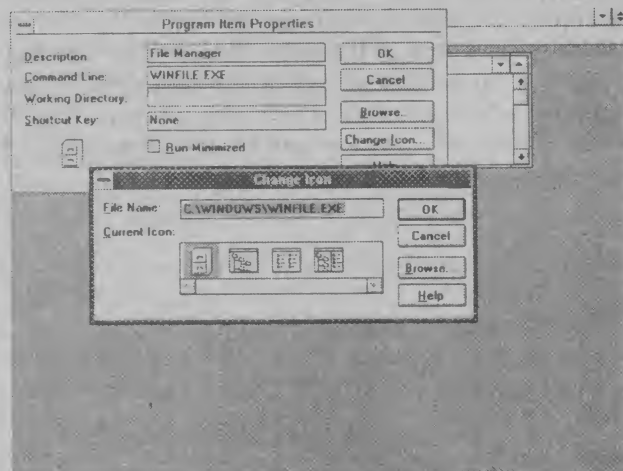 Program Item Properties
Description: File Manager
Command Line: WINFILE.EXE
Working Directory:
Shortcut Key: None
Run Minimized
OK
Cancel
Browse...
Change Icon...
Help
Change Icon
File Name: C:\WINDOWS\WINFILE.EXE
Current Icon:
OK
Cancel
Browse...
Help